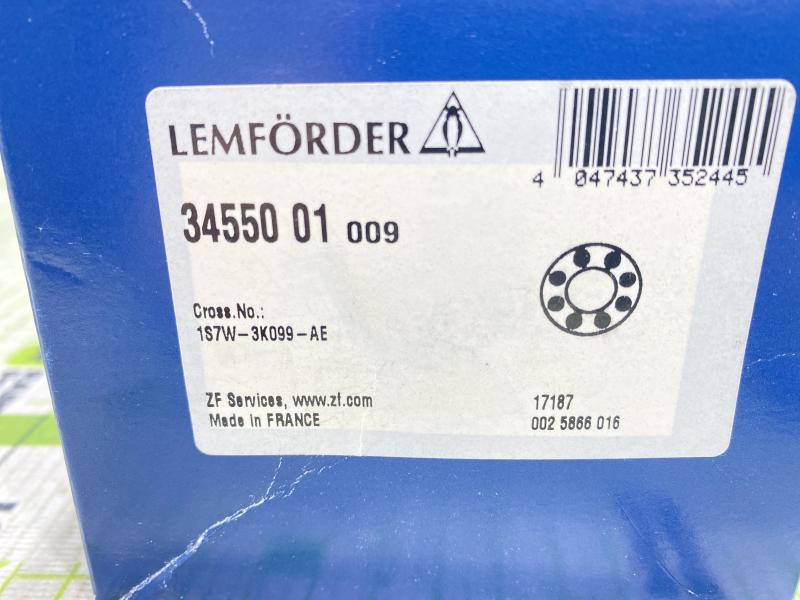 LEMFÖRDER
4 047437 352445
34550 01 009
Cross.No.:
1S7W-3K099-AE
ZF Services, www.zf.com
Made in FRANCE
17187
002 5866 016